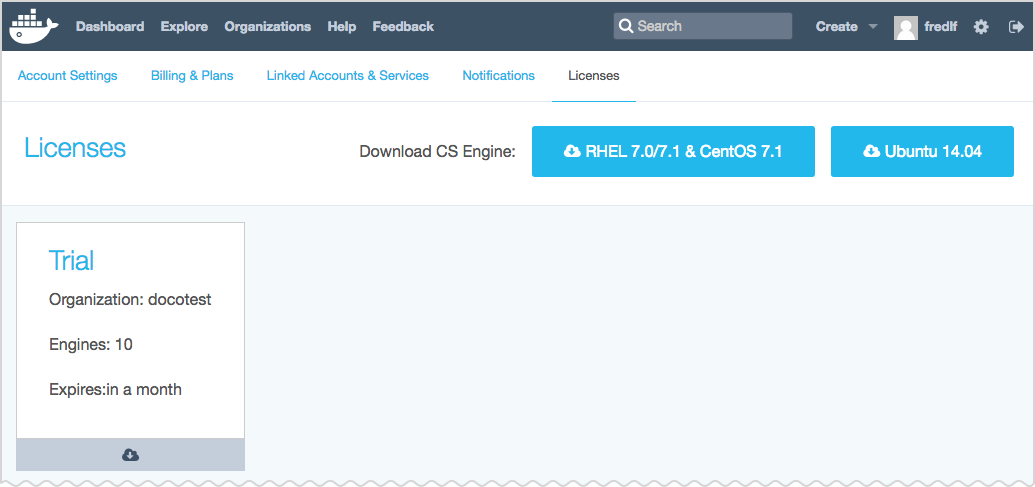 Dashboard Explore Organizations Help Feedback Search Create fredlf
Account Settings Billing & Plans Linked Accounts & Services Notifications Licenses
Licenses Download CS Engine: RHEL 7.0/7.1 & CentOS 7.1 Ubuntu 14.04
Trial
Organization: docotest
Engines: 10
Expires:in a month